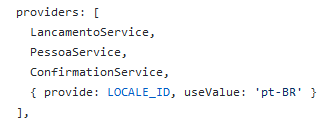 providers: [
LancamentoService,
PessoaService,
ConfirmationService,
{ provide: LOCALE_ID, useValue: 'pt-BR' }
],